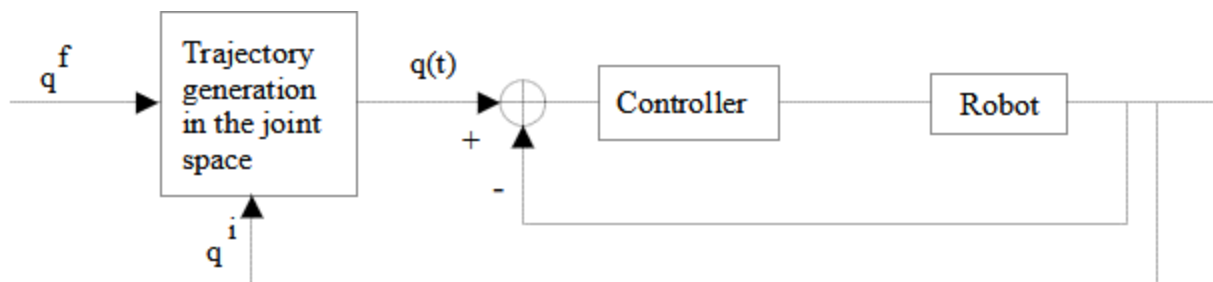 q^f
Trajectory
generation
in the joint
space
q(t)
+
-
Controller
Robot
q^i